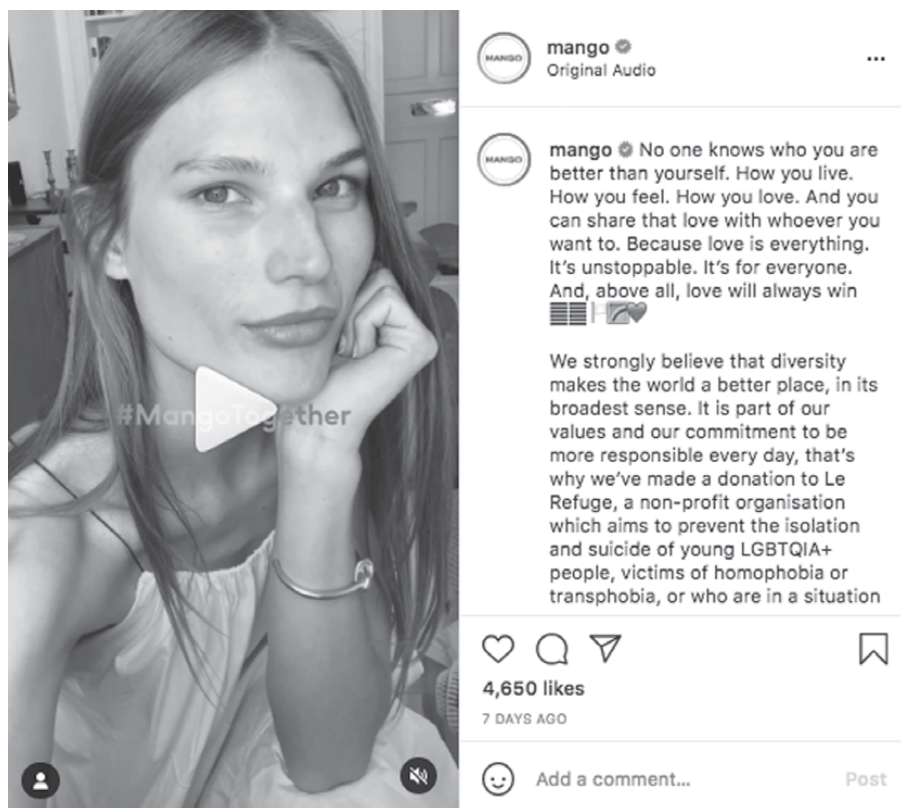 MANGO
mango
Original Audio
MANGO
mango No one knows who you are
better than yourself. How you live.
How you feel. How you love. And you
can share that love with whoever you
want to. Because love is everything.
It's unstoppable. It's for everyone.
And, above all, love will always win
We strongly believe that diversity
makes the world a better place, in its
broadest sense. It is part of our
values and our commitment to be
more responsible every day, that's
why we've made a donation to Le
Refuge, a non-profit organisation
which aims to prevent the isolation
and suicide of young LGBTQIA+
people, victims of homophobia or
transphobia, or who are in a situation
#MangoTogether
4,650 likes
7 DAYS AGO
Add a comment...
Post